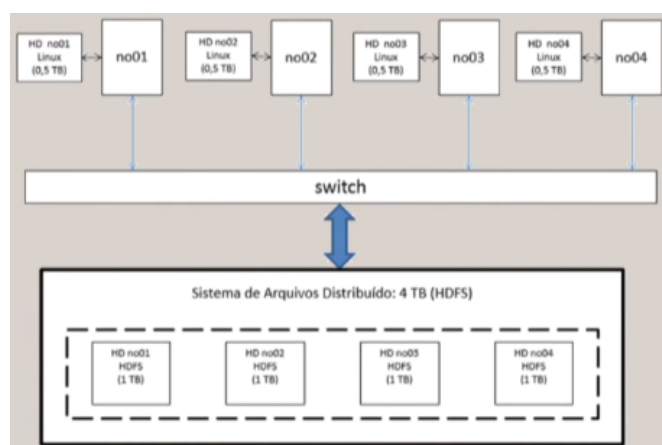 HD no01
Linux
(0,5 TB)
no01
HD no02
Linux
(0,5 TB)
no02
HD no03
Linux
(0,5 TB)
no03
HD no04
Linux
(0,5 TB)
no04
switch
Sistema de Arquivos Distribuído: 4 TB (HDFS)
HD no01
HDFS
(1 TB)
HD no02
HDFS
(1 TB)
HD no03
HDFS
(1 TB)
HD no04
HDFS
(1 TB)